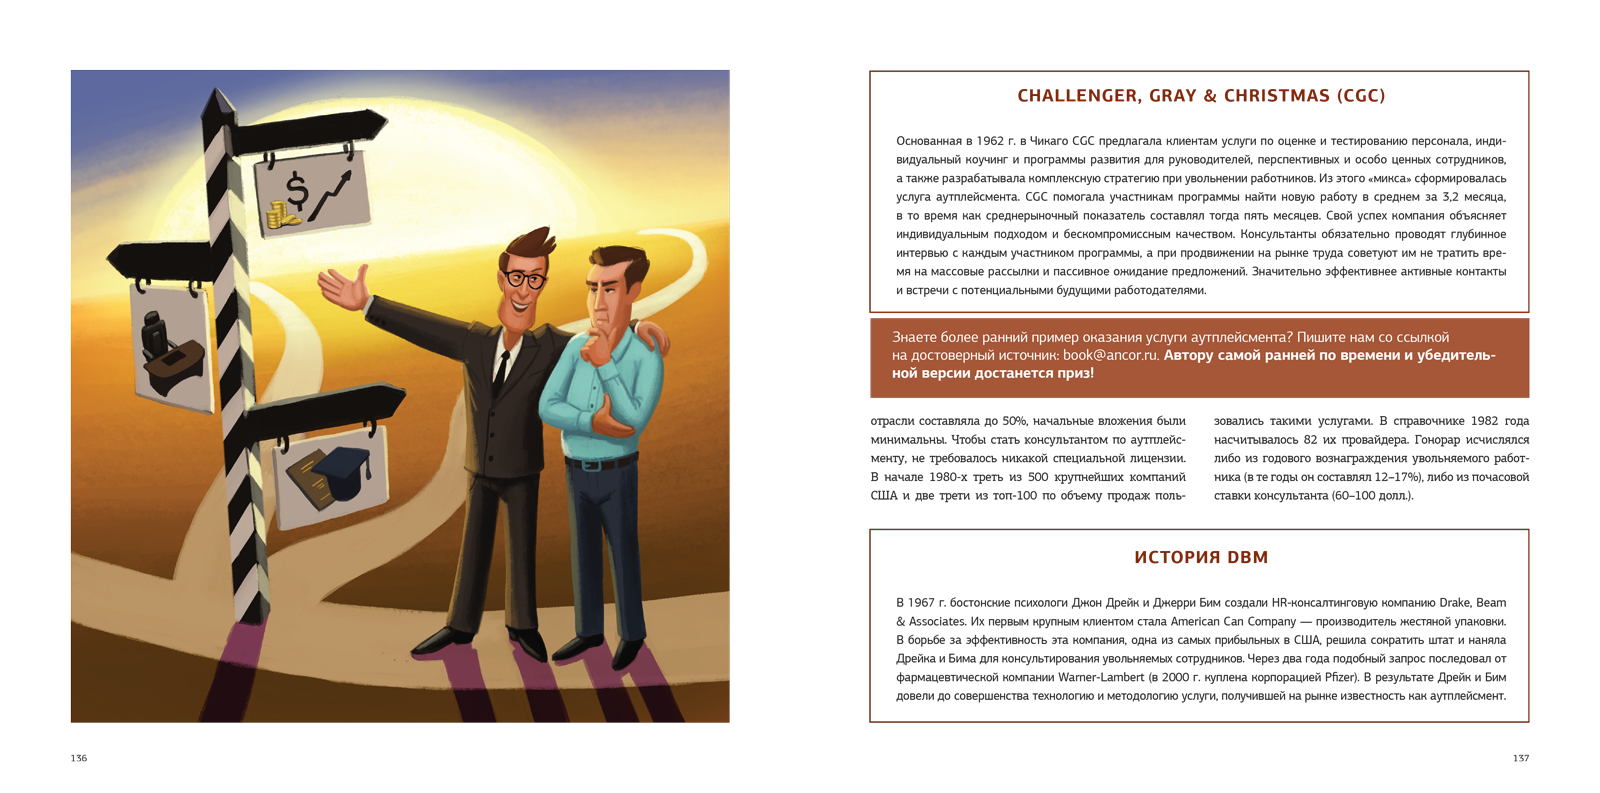 $
CHALLENGER, GRAY & CHRISTMAS (CGC)
Основанная в 1962 г. в Чикаго CGC предлагала клиентам услуги по оценке и тестированию персонала, инди-
видуальный коучинг и программы развития для руководителей, перспективных и особо ценных сотрудников,
а также разрабатывала комплексную стратегию при увольнении работников. Из этого «микса» сформировалась
услуга аутплейсмента. CGC помогала участникам программы найти новую работу в среднем за 3,2 месяца,
в то время как среднерыночный показатель составлял тогда пять месяцев. Свой успех компания объясняет
индивидуальным подходом и бескомпромиссным качеством. Консультанты обязательно проводят глубинное
интервью с каждым участником программы, а при продвижении на рынке труда советуют им не тратить вре-
мя на массовые рассылки и пассивное ожидание предложений. Значительно эффективнее активные контакты
и встречи с потенциальными будущими работодателями.
Знаете более ранний пример оказания услуги аутплейсмента? Пишите нам со ссылкой
на достоверный источник: book@ancor.ru. Автору самой ранней по времени и убедитель-
ной версии достанется приз!
отрасли составляла до 50%, начальные вложения были
минимальны. Чтобы стать консультантом по аутплейс-
менту, не требовалось никакой специальной лицензии.
В начале 1980-х треть из 500 крупнейших компаний
США и две трети из топ-100 по объему продаж поль-
зовались такими услугами. В справочнике 1982 года
насчитывалось 82 их провайдера. Гонорар исчислялся
либо из годового вознаграждения увольняемого работ-
ника (в те годы он составлял 12–17%), либо из почасовой
ставки консультанта (60–100 долл.).
ИСТОРИЯ DBM
В 1967 г. бостонские психологи Джон Дрейк и Джерри Бим создали HR-консалтинговую компанию Drake, Beam
& Associates. Их первым крупным клиентом стала American Can Company — производитель жестяной упаковки.
В борьбе за эффективность эта компания, одна из самых прибыльных в США, решила сократить штат и наняла
Дрейка и Бима для консультирования увольняемых сотрудников. Через два года подобный запрос последовал от
фармацевтической компании Warner-Lambert (в 2000 г. куплена корпорацией Pfizer). В результате Дрейк и Бим
довели до совершенства технологию и методологию услуги, получившей на рынке известность как аутплейсмент.
136
137